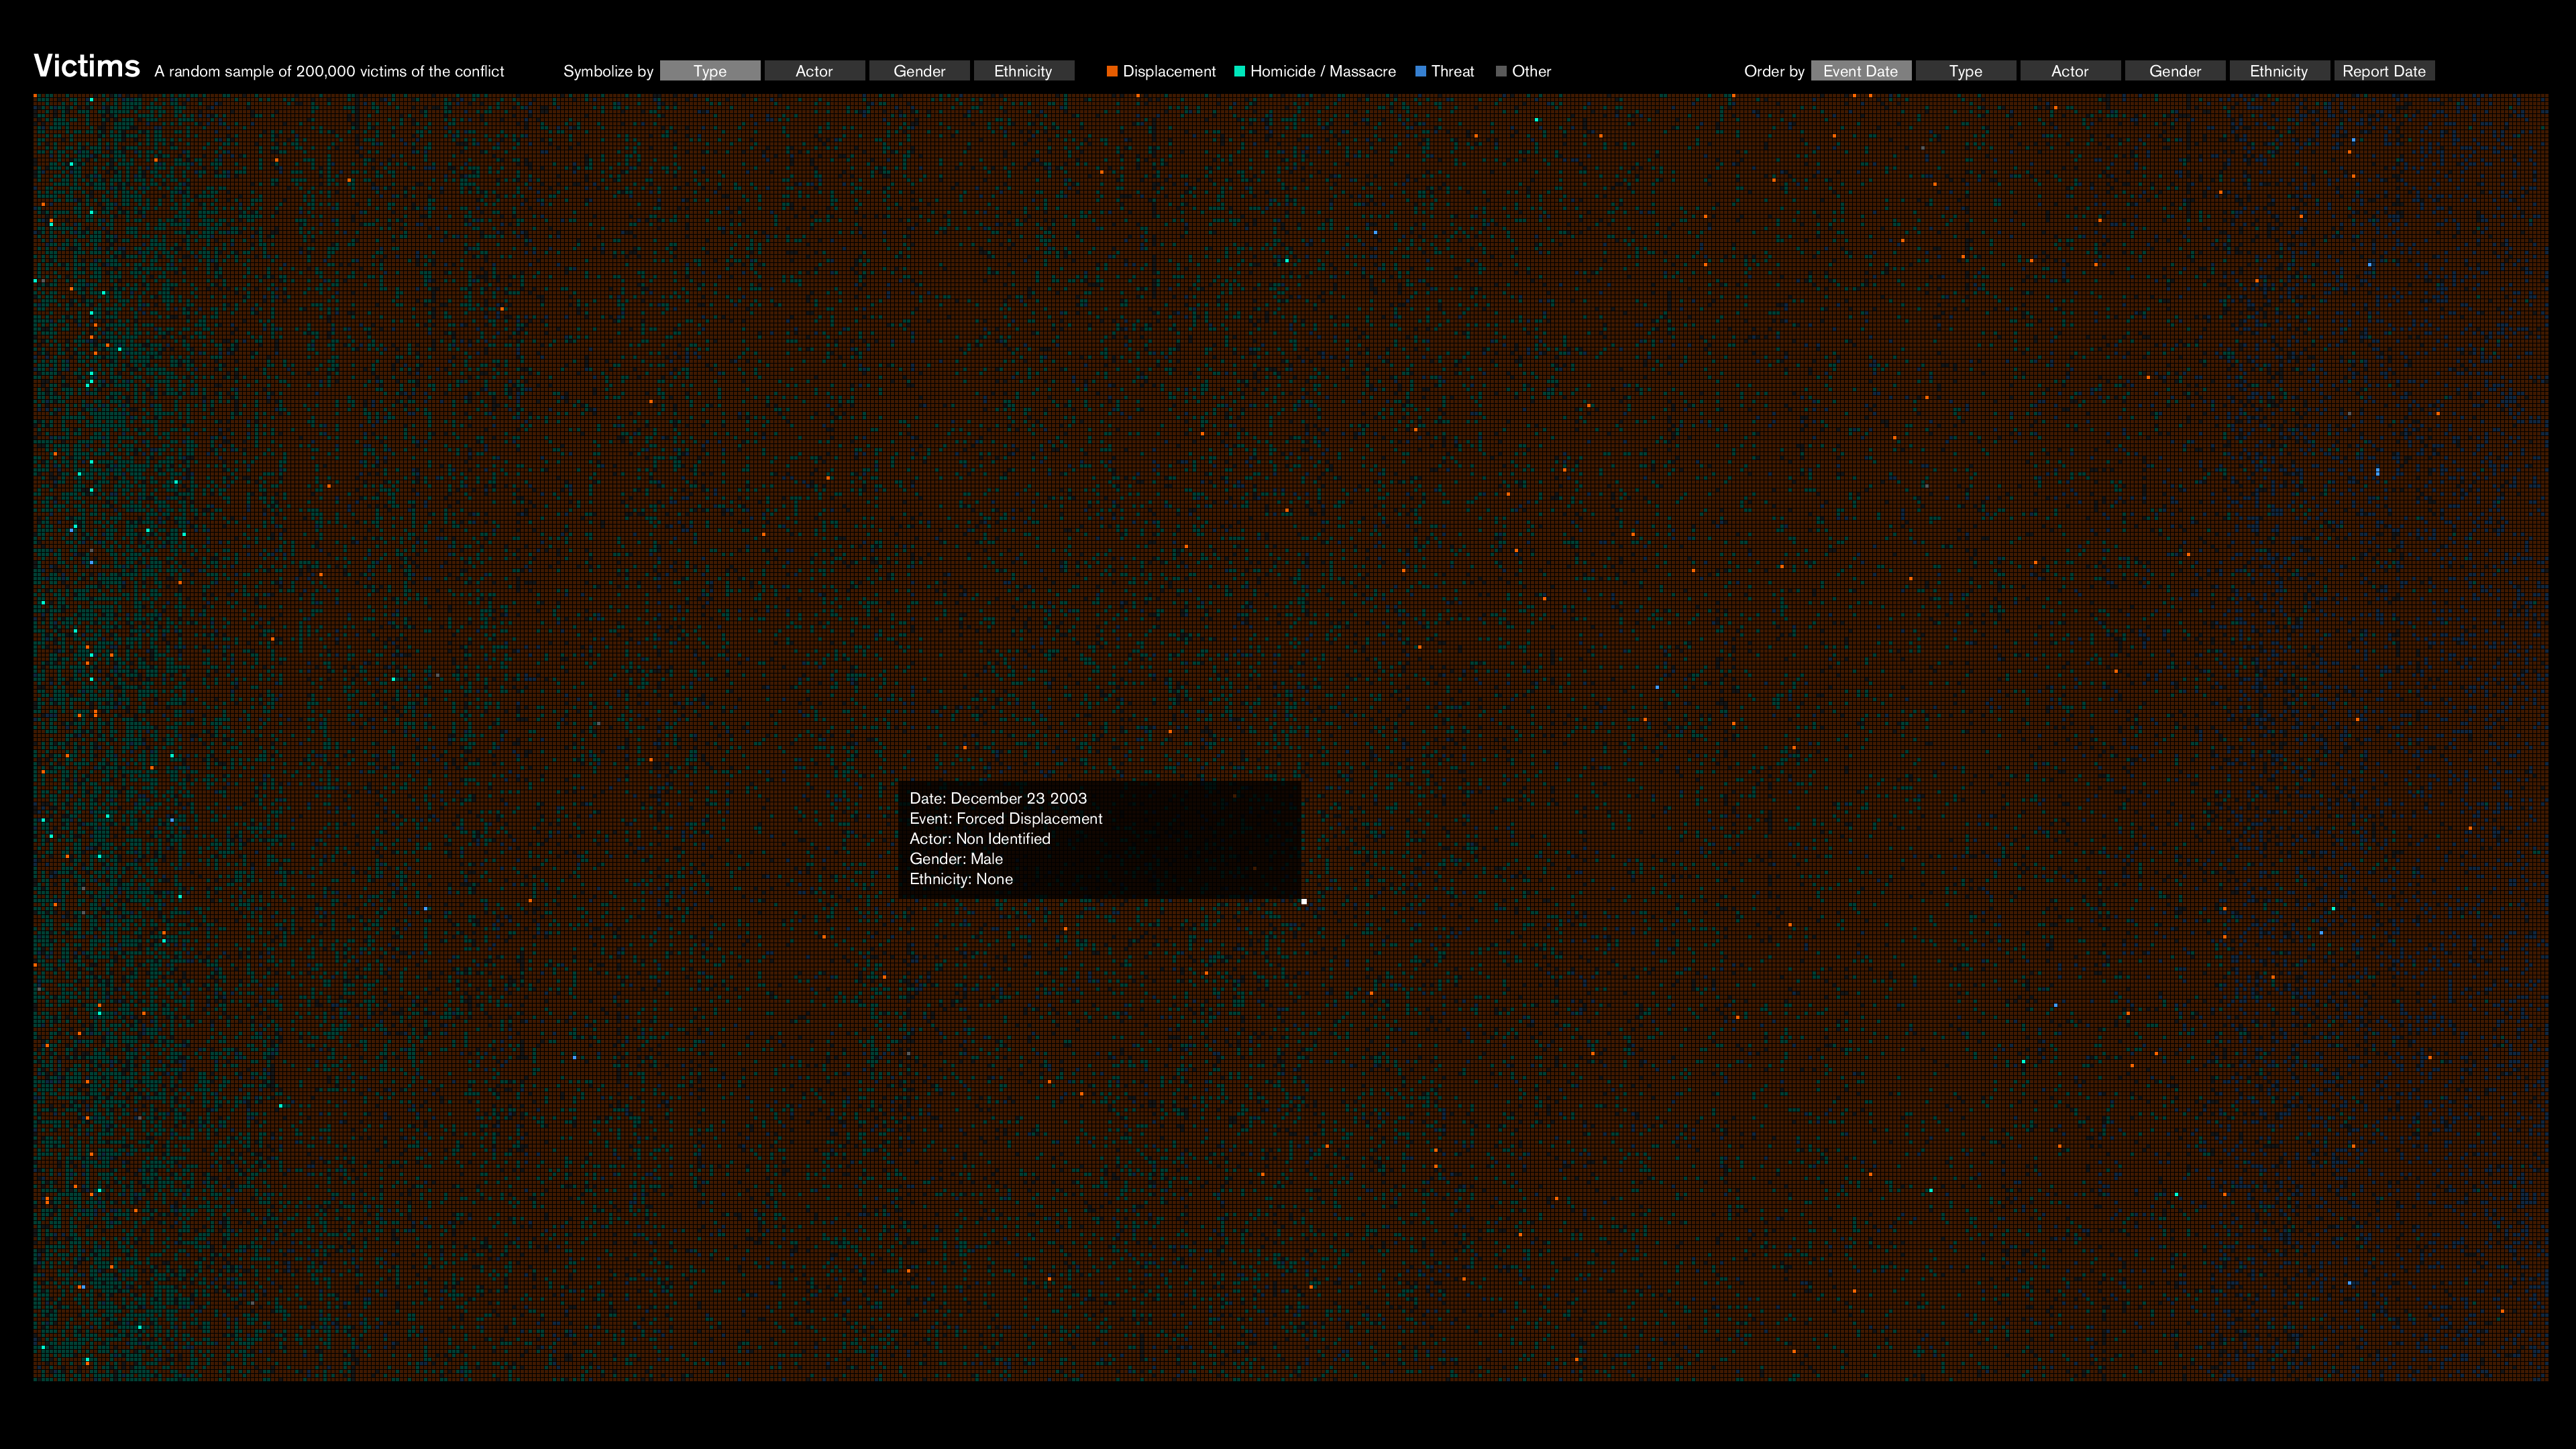 Victims A random sample of 200,000 victims of the conflict Symbolize by Type Actor Gender Ethnicity Displacement Homicide / Massacre Threat Other Order by Event Date Type Actor Gender Ethnicity Report Date
Date: December 23 2003
Event: Forced Displacement
Actor: Non Identified
Gender: Male
Ethnicity: None